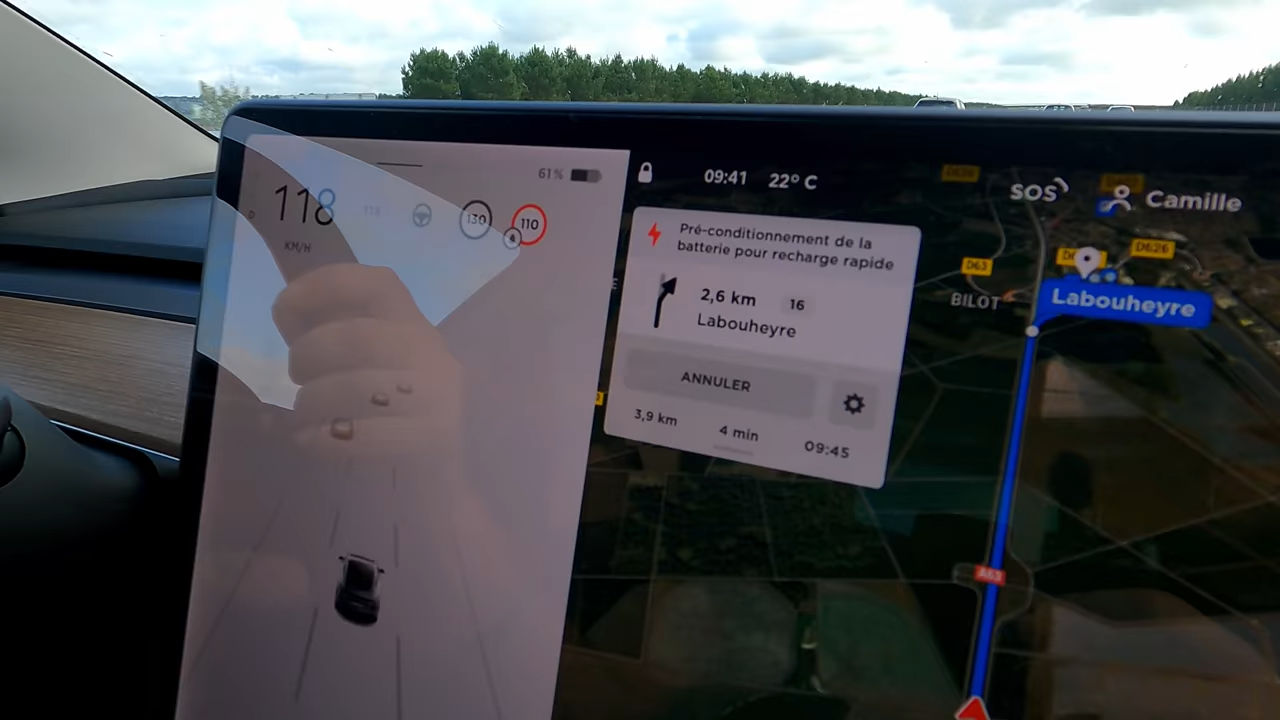 61 %
09:41
22° C
SOS
Camille
118
KM/H
130
110
Pré-conditionnement de la
batterie pour recharge rapide
2,6 km
16
Labouheyre
ANNULER
3,9 km
4 min
09:45
D626
D63
BILOT
Labouheyre
A63